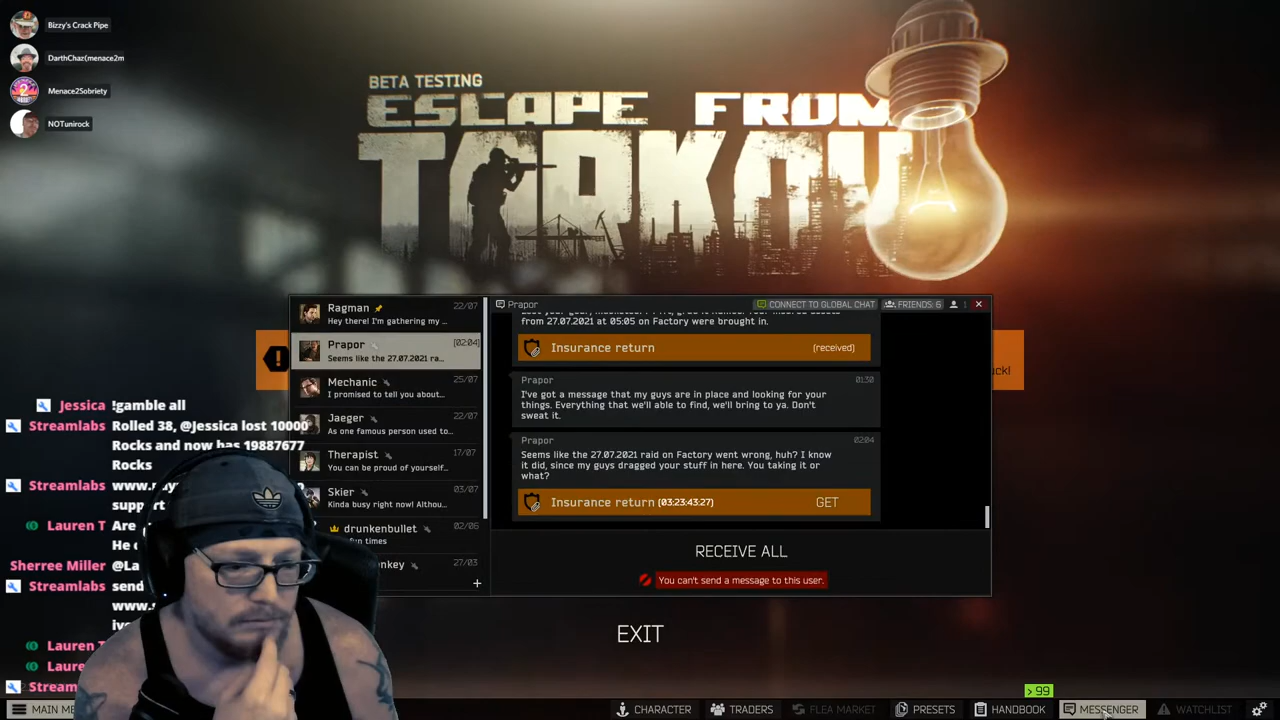 Bizzy's Crack Pipe
DarthChaz(menace2m
Menace2Sobriety
NOTunirock
BETA TESTING
ESCAPE FROM
TARKOV
Ragman
22/07
Hey there! I'm gathering my ...
Prapor
[02:04]
Seems like the 27.07.2021 ra...
Mechanic
25/07
I promised to tell you about...
Jaeger
22/07
As one famous person used to...
Therapist
17/07
You can be proud of yourself...
Skier
03/07
Kinda busy right now! Althou...
drunkenbullet
02/06
fun times
27/03
Prapor
CONNECT TO GLOBAL CHAT
FRIENDS: 6
1
from 27.07.2021 at 05:05 on Factory were brought in.
Insurance return
(received)
Prapor
01:30
I've got a message that my guys are in place and looking for your
things. Everything that we'll able to find, we'll bring to ya. Don't
sweat it.
Prapor
02:04
Seems like the 27.07.2021 raid on Factory went wrong, huh? I know
it did, since my guys dragged your stuff in here. You taking it or
what?
Insurance return (03:23:43:27)
GET
RECEIVE ALL
You can't send a message to this user.
EXIT
Jessica !gamble all
Streamlabs
Rolled 38, @Jessica lost 10000
Rocks and now has 19887677
Rocks
Streamlabs
support
Lauren T Are
Sherree Miller @La
Streamlabs send
Lauren T
MAIN ME
CHARACTER
TRADERS
FLEA MARKET
PRESETS
HANDBOOK
> 99
MESSENGER
WATCHLIST